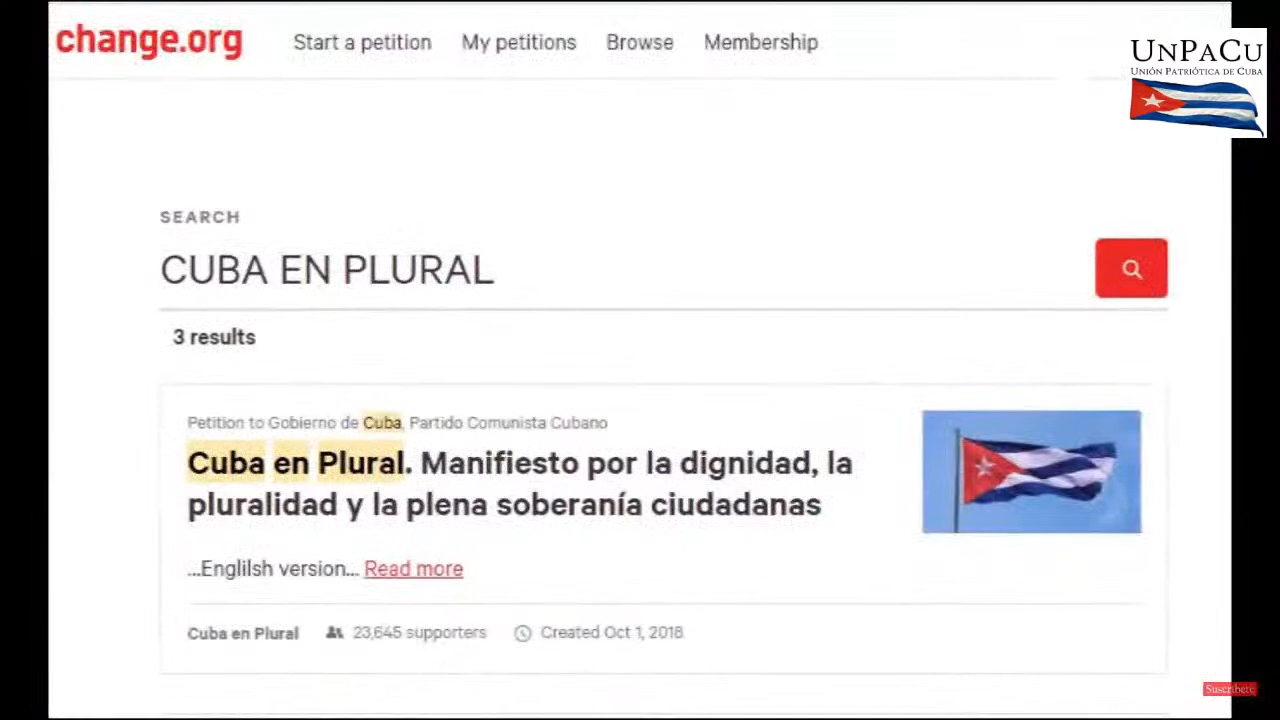 change.org Start a petition My petitions Browse Membership
UNPACU
UNIÓN PATRIÓTICA DE CUBA
SEARCH
CUBA EN PLURAL
3 results
Petition to Gobierno de Cuba, Partido Comunista Cubano
Cuba en Plural. Manifiesto por la dignidad, la
pluralidad y la plena soberanía ciudadanas
...Englilsh version... Read more
Cuba en Plural 23,645 supporters Created Oct 1, 2018
Suscríbete